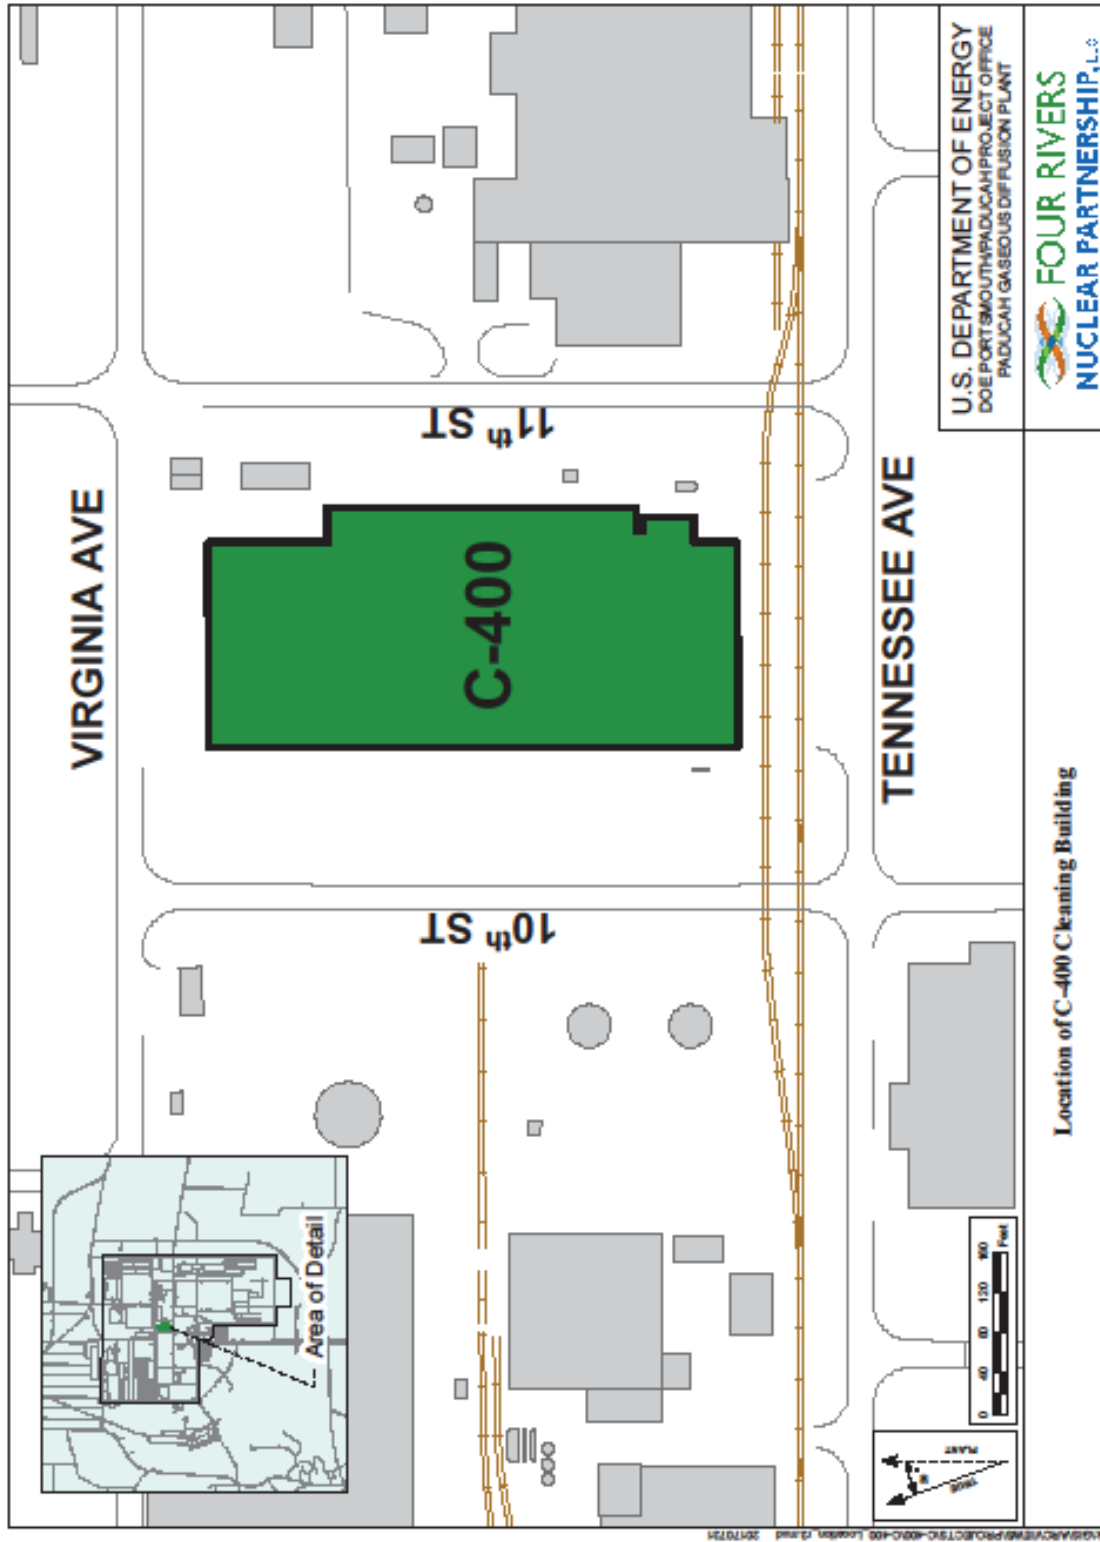 VIRGINIA AVE
11th ST
C-400
10th ST
TENNESSEE AVE
Area of Detail
TRUE
PLANT
0 40 80 120 160
Feet
U.S. DEPARTMENT OF ENERGY
DOE PORTSMOUTH/PADUCAH PROJECT OFFICE
PADUCAH GASEOUS DIFFUSION PLANT
FOUR RIVERS
NUCLEAR PARTNERSHIP, LLC
Location of C-400 Cleaning Building